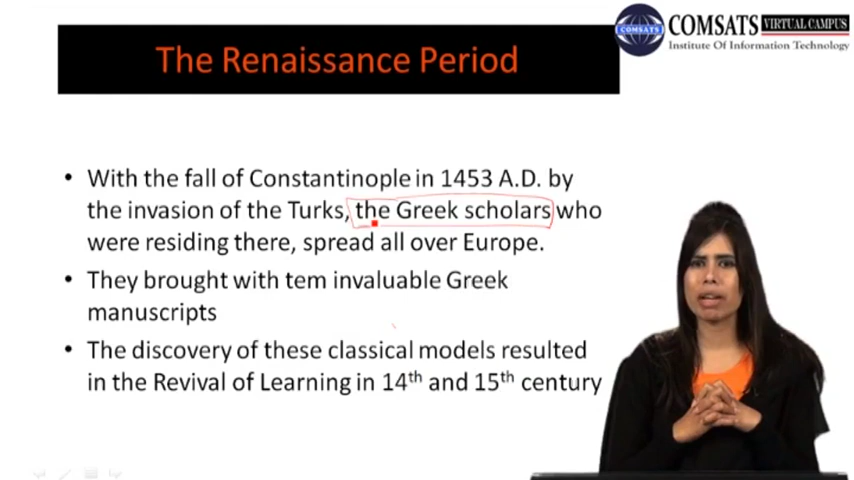 COMSATS VIRTUAL CAMPUS
COMSATS
Institute Of Information Technology
The Renaissance Period
• With the fall of Constantinople in 1453 A.D. by
the invasion of the Turks, the Greek scholars who
were residing there, spread all over Europe.
• They brought with tem invaluable Greek
manuscripts
• The discovery of these classical models resulted
in the Revival of Learning in 14th and 15th century